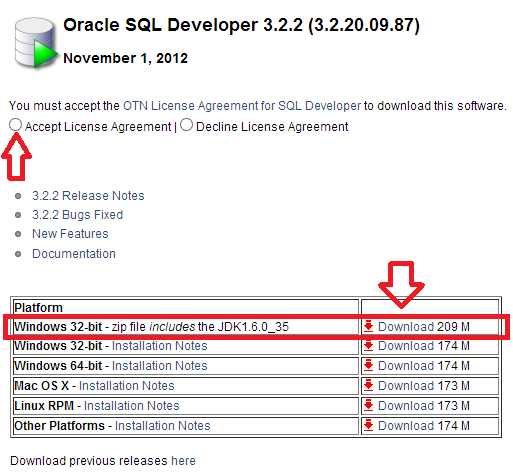 Oracle SQL Developer 3.2.2 (3.2.20.09.87)
November 1, 2012
You must accept the OTN License Agreement for SQL Developer to download this software.
Accept License Agreement | Decline License Agreement
3.2.2 Release Notes
3.2.2 Bugs Fixed
New Features
Documentation
Platform
Windows 32-bit - zip file includes the JDK1.6.0_35 Download 209 M
Windows 32-bit - Installation Notes Download 174 M
Windows 64-bit - Installation Notes Download 174 M
Mac OS X - Installation Notes Download 173 M
Linux RPM - Installation Notes Download 173 M
Other Platforms - Installation Notes Download 174 M
Download previous releases here